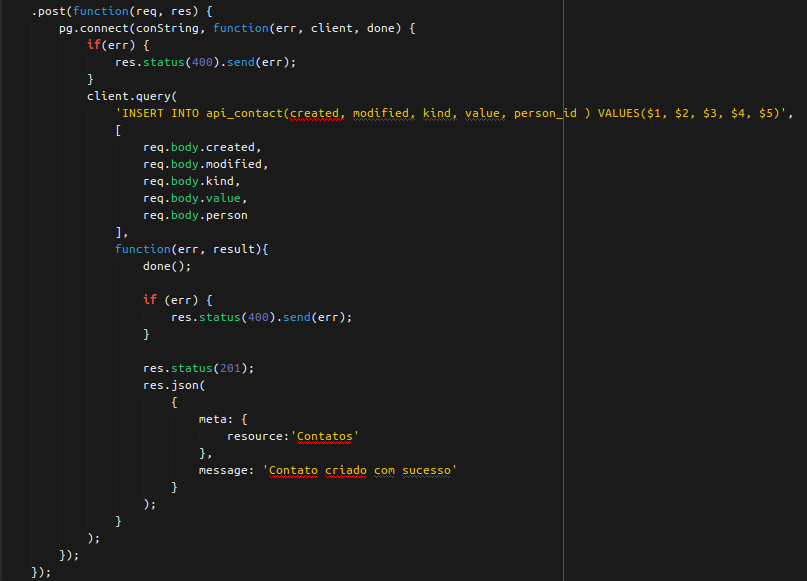 .post(function(req, res) {
pg.connect(conString, function(err, client, done) {
if(err) {
res.status(400).send(err);
}
client.query(
'INSERT INTO api_contact(created, modified, kind, value, person_id ) VALUES($1, $2, $3, $4, $5)',
[
req.body.created,
req.body.modified,
req.body.kind,
req.body.value,
req.body.person
],
function(err, result){
done();
if (err) {
res.status(400).send(err);
}
res.status(201);
res.json(
{
meta: {
resource:'Contatos'
},
message: 'Contato criado com sucesso'
}
);
}
);
});
});